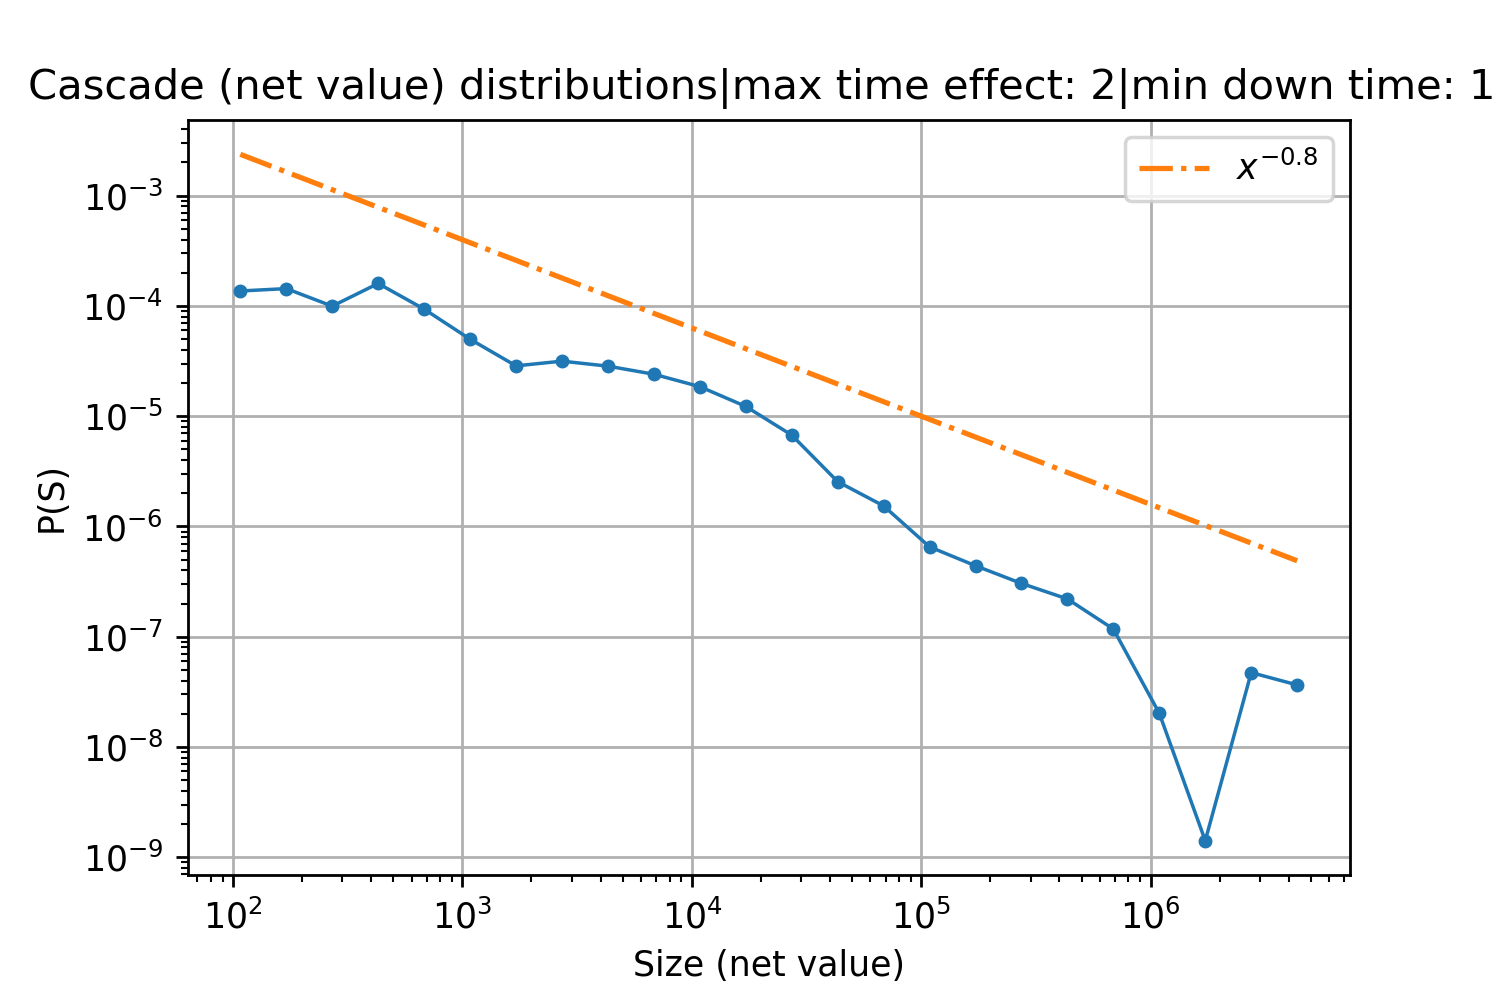 Cascade (net value) distributions|max time effect: 2|min down time: 1
x^{-0.8}
10^{-3}
10^{-4}
10^{-5}
10^{-6}
10^{-7}
10^{-8}
10^{-9}
P(S)
10^2 10^3 10^4 10^5 10^6
Size (net value)